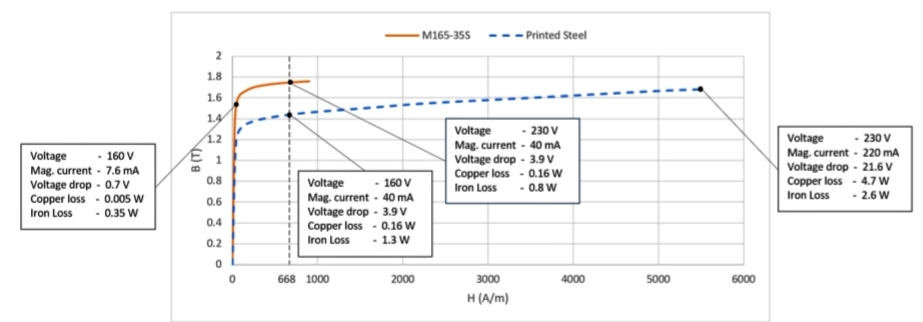 M165-35S Printed Steel
2
1.8
1.6
1.4
1.2
1
0.8
0.6
0.4
0.2
0
B (T)
0 668 1000 2000 3000 4000 5000 6000
H (A/m)
Voltage - 160 V
Mag. current - 7.6 mA
Voltage drop - 0.7 V
Copper loss - 0.005 W
Iron Loss - 0.35 W
Voltage - 160 V
Mag. current - 40 mA
Voltage drop - 3.9 V
Copper loss - 0.16 W
Iron Loss - 1.3 W
Voltage - 230 V
Mag. current - 40 mA
Voltage drop - 3.9 V
Copper loss - 0.16 W
Iron Loss - 0.8 W
Voltage - 230 V
Mag. current - 220 mA
Voltage drop - 21.6 V
Copper loss - 4.7 W
Iron Loss - 2.6 W